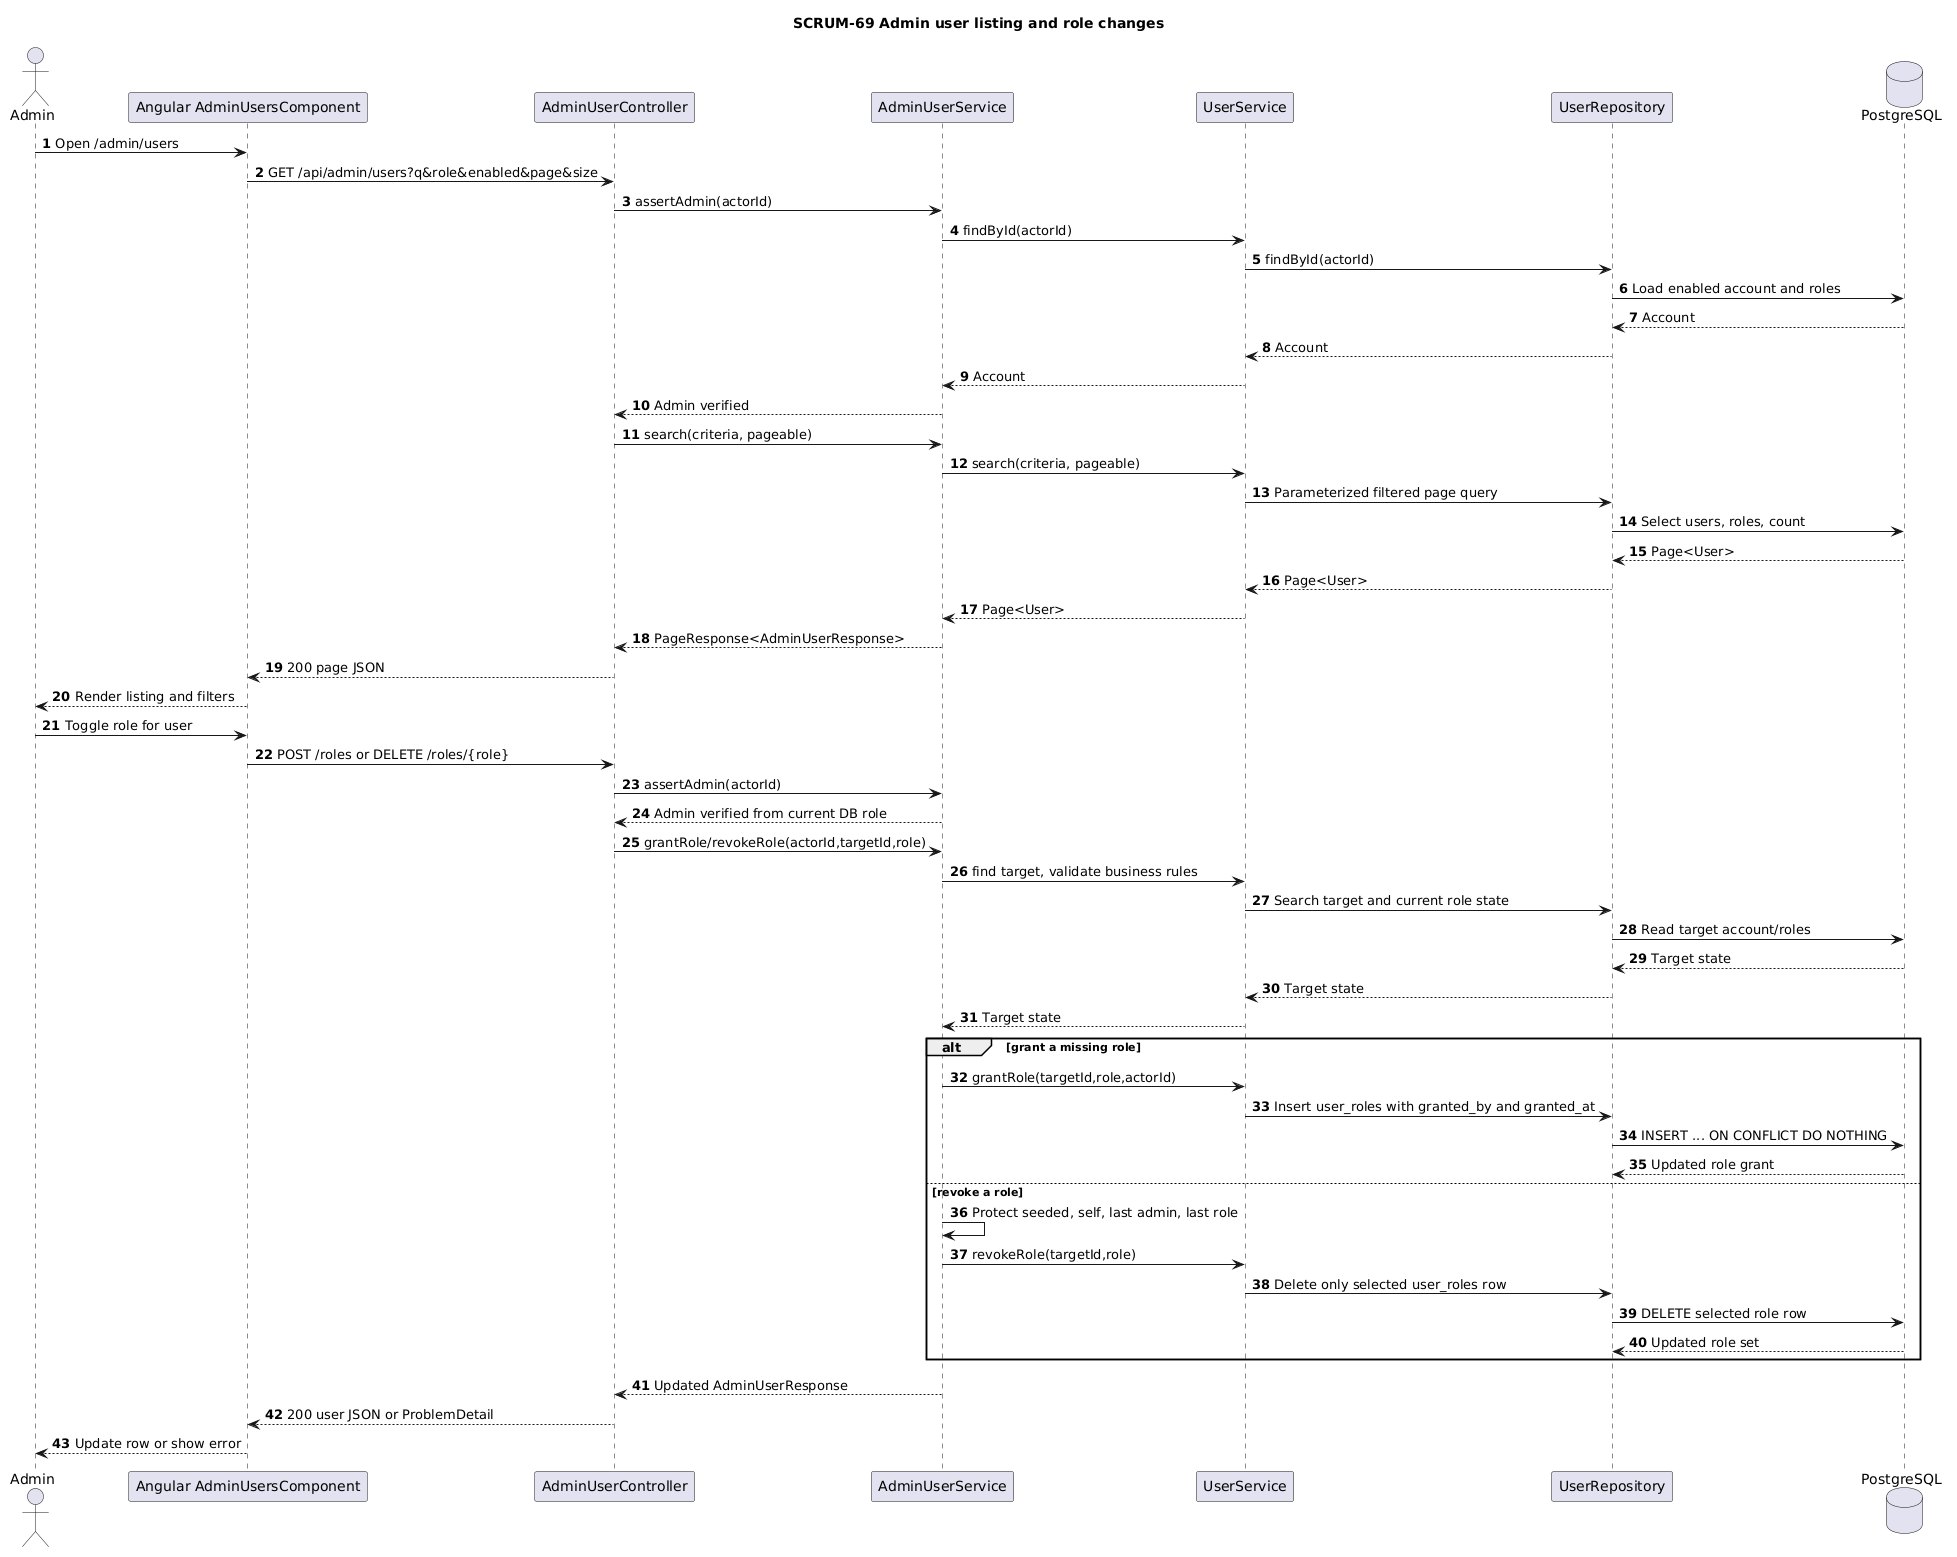 SCRUM-69 Admin user listing and role changes
Admin
Angular AdminUsersComponent
AdminUserController
AdminUserService
UserService
UserRepository
PostgreSQL
1 Open /admin/users
2 GET /api/admin/users?q&role&enabled&page&size
3 assertAdmin(actorId)
4 findById(actorId)
5 findById(actorId)
6 Load enabled account and roles
7 Account
8 Account
9 Account
10 Admin verified
11 search(criteria, pageable)
12 search(criteria, pageable)
13 Parameterized filtered page query
14 Select users, roles, count
15 Page<User>
16 Page<User>
17 Page<User>
18 PageResponse<AdminUserResponse>
19 200 page JSON
20 Render listing and filters
21 Toggle role for user
22 POST /roles or DELETE /roles/{role}
23 assertAdmin(actorId)
24 Admin verified from current DB role
25 grantRole/revokeRole(actorId,targetId,role)
26 find target, validate business rules
27 Search target and current role state
28 Read target account/roles
29 Target state
30 Target state
31 Target state
alt [grant a missing role]
32 grantRole(targetId,role,actorId)
33 Insert user_roles with granted_by and granted_at
34 INSERT ... ON CONFLICT DO NOTHING
35 Updated role grant
[revoke a role]
36 Protect seeded, self, last admin, last role
37 revokeRole(targetId,role)
38 Delete only selected user_roles row
39 DELETE selected role row
40 Updated role set
41 Updated AdminUserResponse
42 200 user JSON or ProblemDetail
43 Update row or show error
Admin
Angular AdminUsersComponent
AdminUserController
AdminUserService
UserService
UserRepository
PostgreSQL